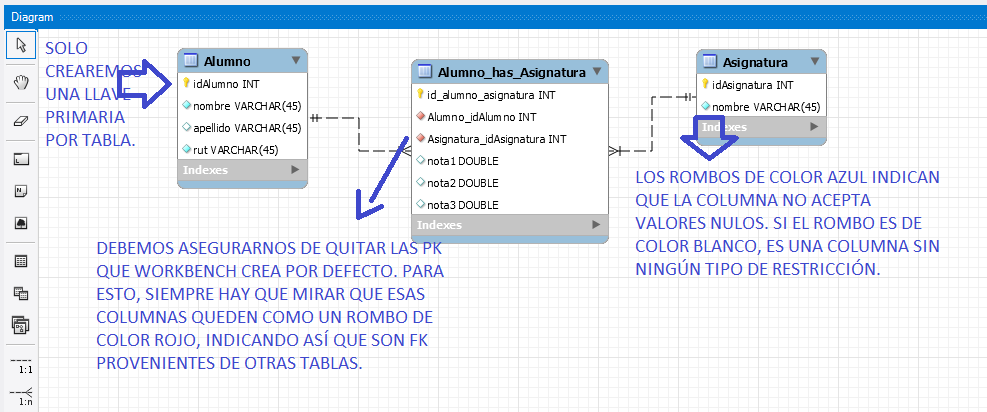 Diagram
SOLO
CREAREMOS
UNA LLAVE
PRIMARIA
POR TABLA.
Alumno
idAlumno INT
nombre VARCHAR(45)
apellido VARCHAR(45)
rut VARCHAR(45)
Indexes
Alumno_has_Asignatura
id_alumno_asignatura INT
Alumno_idAlumno INT
Asignatura_idAsignatura INT
nota1 DOUBLE
nota2 DOUBLE
nota3 DOUBLE
Indexes
Asignatura
idAsignatura INT
nombre VARCHAR(45)
Indexes
LOS ROMBOS DE COLOR AZUL INDICAN
QUE LA COLUMNA NO ACEPTA
VALORES NULOS. SI EL ROMBO ES DE
COLOR BLANCO, ES UNA COLUMNA SIN
NINGÚN TIPO DE RESTRICCIÓN.
DEBEMOS ASEGURARNOS DE QUITAR LAS PK
QUE WORKBENCH CREA POR DEFECTO. PARA
ESTO, SIEMPRE HAY QUE MIRAR QUE ESAS
COLUMNAS QUEDEN COMO UN ROMBO DE
COLOR ROJO, INDICANDO ASÍ QUE SON FK
PROVENIENTES DE OTRAS TABLAS.
1:1
1:n